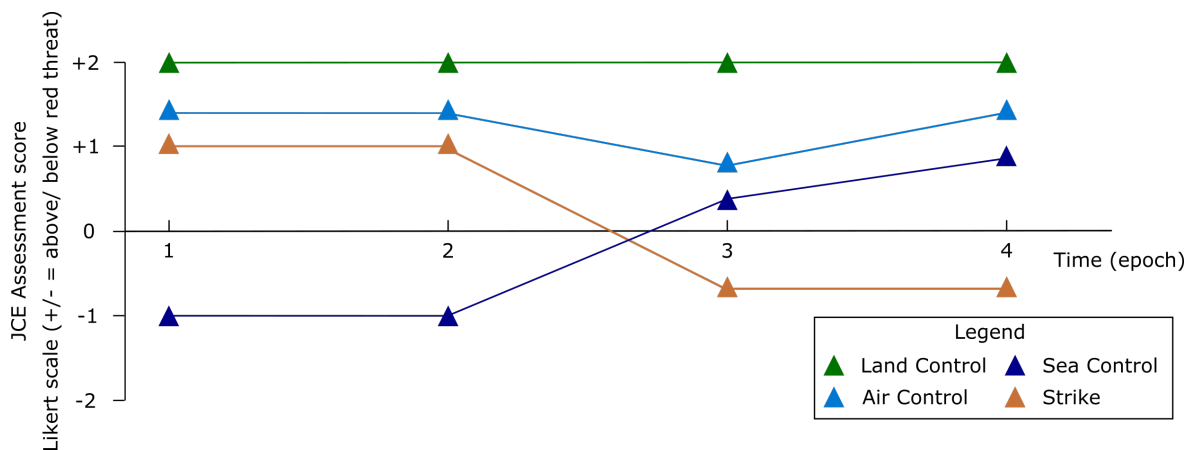 JCE Assessment score
Likert scale (+/- = above/ below red threat)
+2
+1
0
-1
-2
1
2
3
4
Time (epoch)
Legend
Land Control
Sea Control
Air Control
Strike